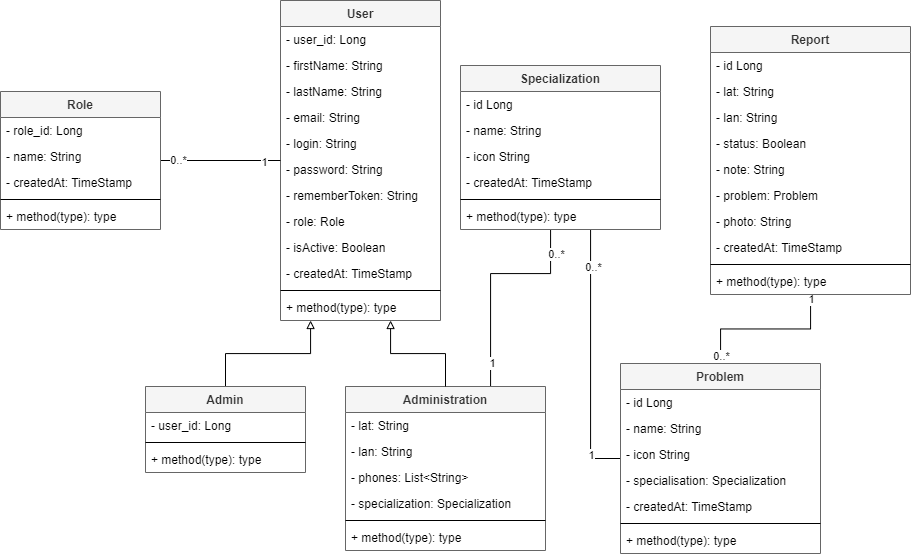 User
- user_id: Long
- firstName: String
- lastName: String
- email: String
- login: String
- password: String
- rememberToken: String
- role: Role
- isActive: Boolean
- createdAt: TimeStamp
+ method(type): type
Role
- role_id: Long
- name: String
- createdAt: TimeStamp
+ method(type): type
0..*
1
Specialization
- id Long
- name: String
- icon String
- createdAt: TimeStamp
+ method(type): type
Report
- id Long
- lat: String
- lan: String
- status: Boolean
- note: String
- problem: Problem
- photo: String
- createdAt: TimeStamp
+ method(type): type
0..*
0..*
1
0..*
1
1
Admin
- user_id: Long
+ method(type): type
Administration
- lat: String
- lan: String
- phones: List<String>
- specialization: Specialization
+ method(type): type
Problem
- id Long
- name: String
- icon String
- specialisation: Specialization
- createdAt: TimeStamp
+ method(type): type